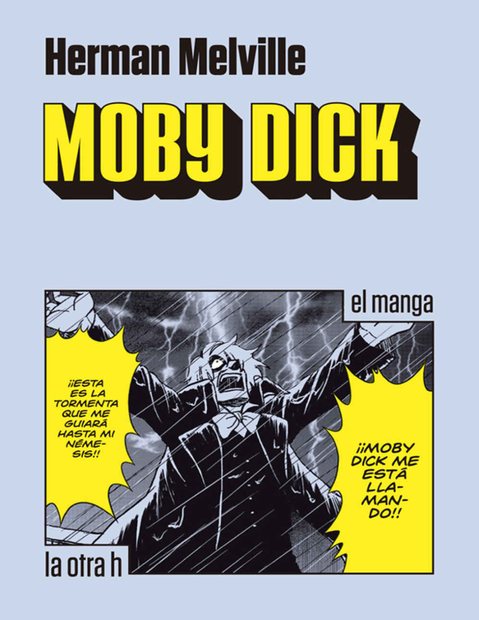 Herman Melville
MOBY DICK
el manga
¡¡ESTA
ES LA
TORMENTA
QUE ME
GUIARÁ
HASTA MI
NÉME-
SIS!!
¡¡MOBY
DICK ME
ESTÁ
LLA-
MAN-
DO!!
la otra h